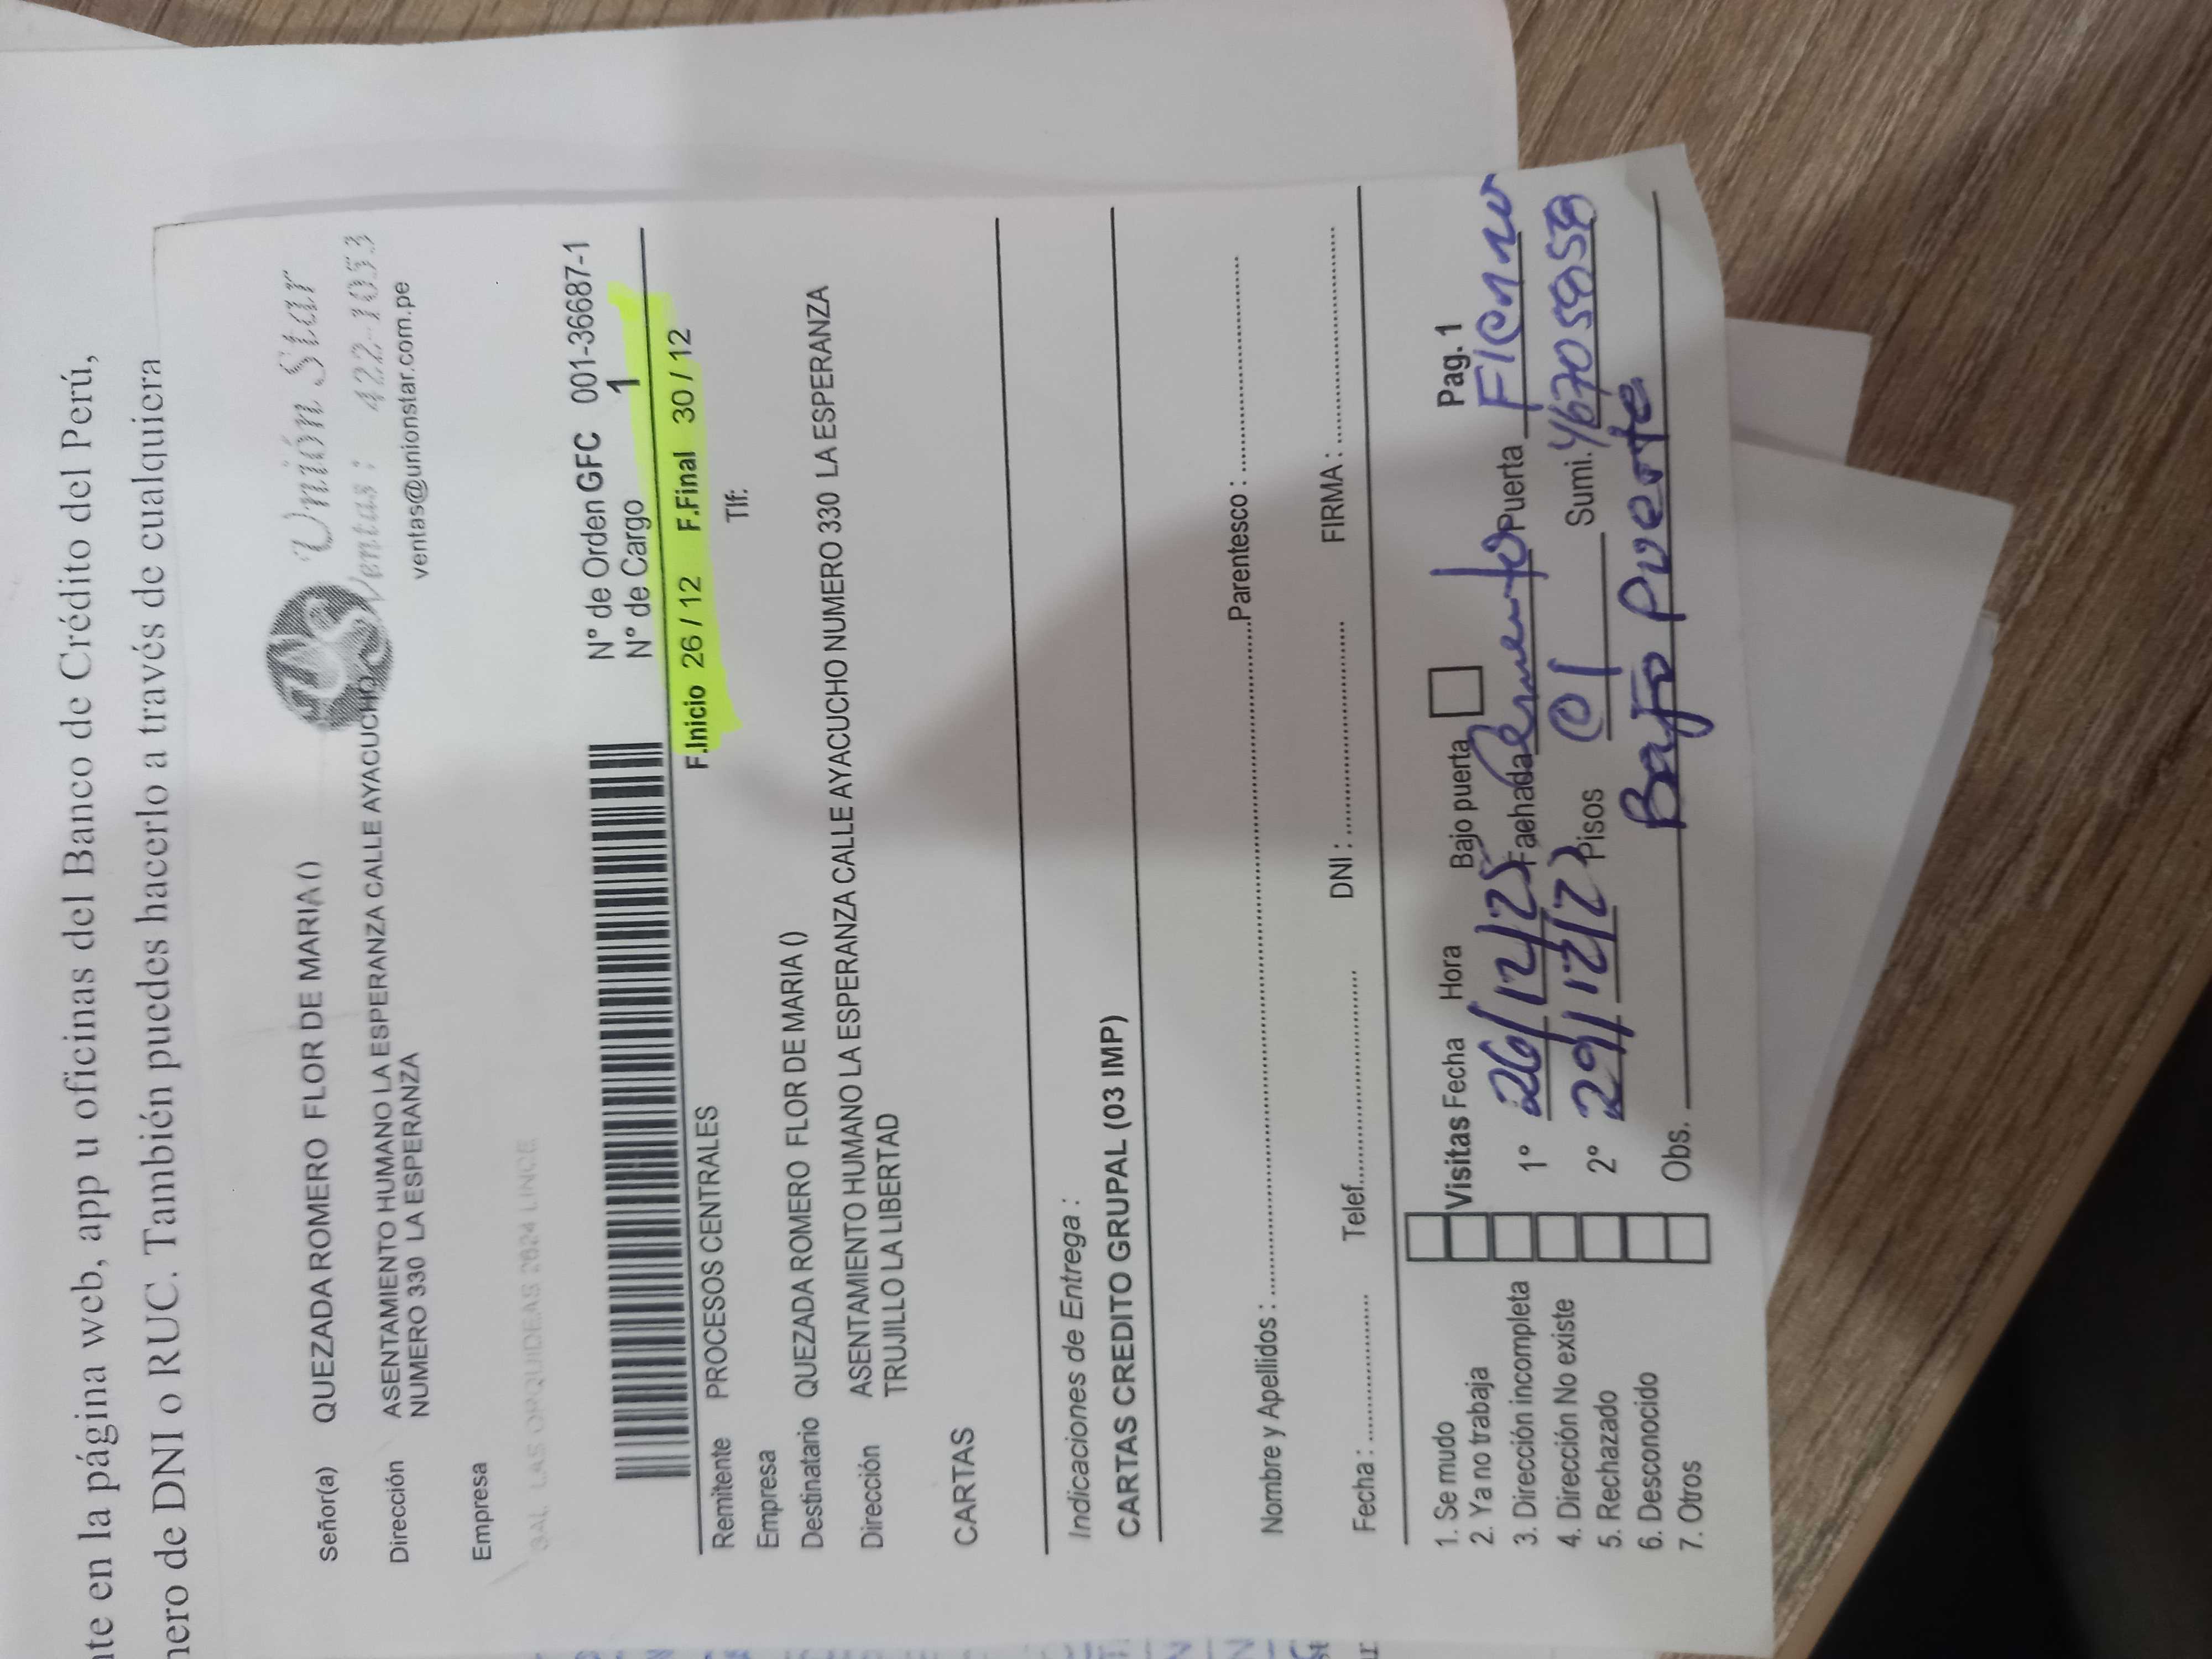 nte en la página web, app u oficinas del Banco de Crédito del Perú,
nero de DNI o RUC. También puedes hacerlo a través de cualquiera
Unión Star
Ventas: 422-1053
ventas@unionstar.com.pe
Señor(a) QUEZADA ROMERO FLOR DE MARIA ()
Dirección ASENTAMIENTO HUMANO LA ESPERANZA CALLE AYACUCHO
NUMERO 330 LA ESPERANZA
Empresa
LAS ORQUIDEAS 2624 LINCE
N° de Orden GFC 001-36687-1
N° de Cargo 1
F.Inicio 26 / 12 F.Final 30 / 12
Remitente PROCESOS CENTRALES
Tlf:
Empresa
Destinatario QUEZADA ROMERO FLOR DE MARIA ()
Dirección ASENTAMIENTO HUMANO LA ESPERANZA CALLE AYACUCHO NUMERO 330 LA ESPERANZA
TRUJILLO LA LIBERTAD
CARTAS
Indicaciones de Entrega :
CARTAS CREDITO GRUPAL (03 IMP)
Nombre y Apellidos : Parentesco :
Fecha : Telef. DNI : FIRMA :
1. Se mudo
2. Ya no trabaja
3. Dirección incompleta
4. Dirección No existe
5. Rechazado
6. Desconocido
7. Otros
Visitas Fecha Hora Bajo puerta Pag. 1
1º 26/12/25 Fachada Puerta
2º 29/12/2 Pisos 01 Sumi.
Obs. Bajo Puerta